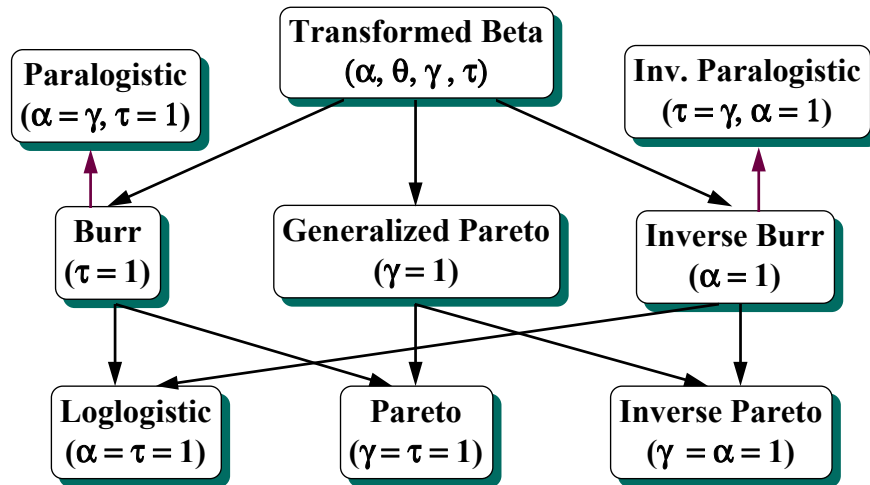 Transformed Beta
(α, θ, γ , τ)
Paralogistic
(α = γ, τ = 1)
Inv. Paralogistic
(τ = γ, α = 1)
Burr
(τ = 1)
Generalized Pareto
(γ = 1)
Inverse Burr
(α = 1)
Loglogistic
(α = τ = 1)
Pareto
(γ = τ = 1)
Inverse Pareto
(γ = α = 1)